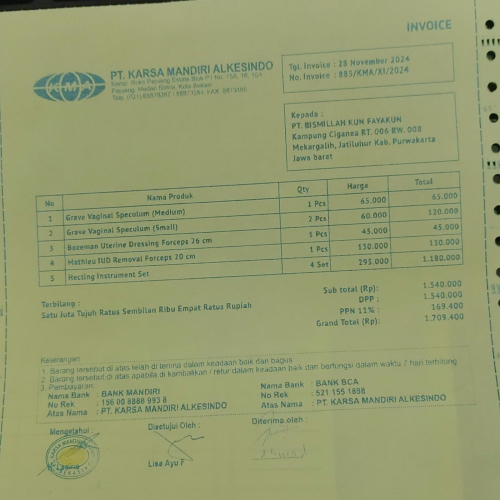 INVOICE
KMA
PT. KARSA MANDIRI ALKESINDO
Tgl. Invoice : 28 November 2024
No. Invoice : 885/KMA/XI/2024
Kepada :
PT. BISMILLAH KUN FAYAKUN
Kampung Ciganea RT. 006 RW. 008
Mekargalih, Jatiluhur Kab. Purwakarta
Jawa barat
No Nama Produk Qty Harga Total
1 Grave Vaginal Speculum (Medium) 1 Pcs 65.000 65.000
2 Grave Vaginal Speculum (Small) 2 Pcs 60.000 120.000
3 Bozeman Uterine Dressing Forceps 26 cm 1 Pcs 45.000 45.000
4 Mathieu IUD Removal Forceps 20 cm 1 Pcs 130.000 130.000
5 Hecting Instrument Set 4 Set 295.000 1.180.000
Terbilang :
Satu Juta Tujuh Ratus Sembilan Ribu Empat Ratus Rupiah
Sub total (Rp): 1.540.000
DPP : 1.540.000
PPN 11% : 169.400
Grand Total (Rp): 1.709.400
Keterangan
1. Barang tersebut di atas telah di terima dalam keadaan baik dan bagus
2. Barang tersebut di atas apabila di kembalikan / retur dalam keadaan baik dan berfungsi dalam waktu 7 hari terhitung
3. Pembayaran :
Nama Bank : BANK MANDIRI
No Rek : 156 00 8888 993 8
Atas Nama : PT. KARSA MANDIRI ALKESINDO
Nama Bank : BANK BCA
No Rek : 521 155 1898
Atas Nama : PT. KARSA MANDIRI ALKESINDO
Mengetahui :
Disetujui Oleh :
Diterima oleh :
Lisa Ayu F